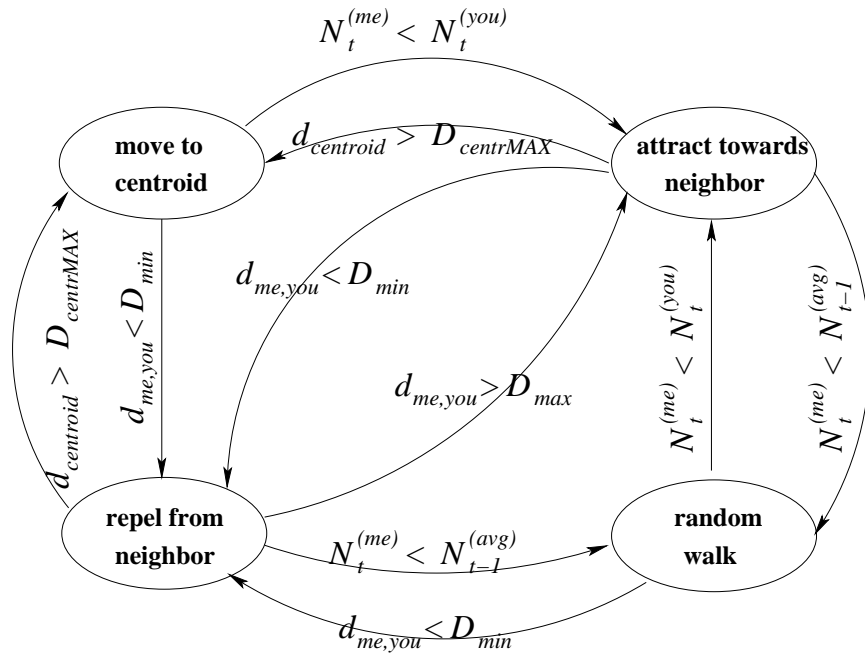 N_t^(me) < N_t^(you)
move to
centroid
d_centroid > D_centrMAX
attract towards
neighbor
d_me,you < D_min
d_centroid > D_centrMAX
d_me,you < D_min
d_me,you > D_max
N_t^(me) < N_t^(you)
N_t^(me) < N_t−1^(avg)
repel from
neighbor
N_t^(me) < N_t−1^(avg)
random
walk
d_me,you < D_min